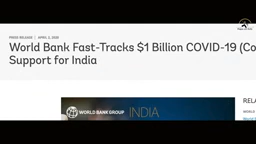 PRESS RELEASE | APRIL 2, 2020
World Bank Fast-Tracks $1 Billion COVID-19 (Co
Support for India
RELA
WORLD BANK GROUP INDIA